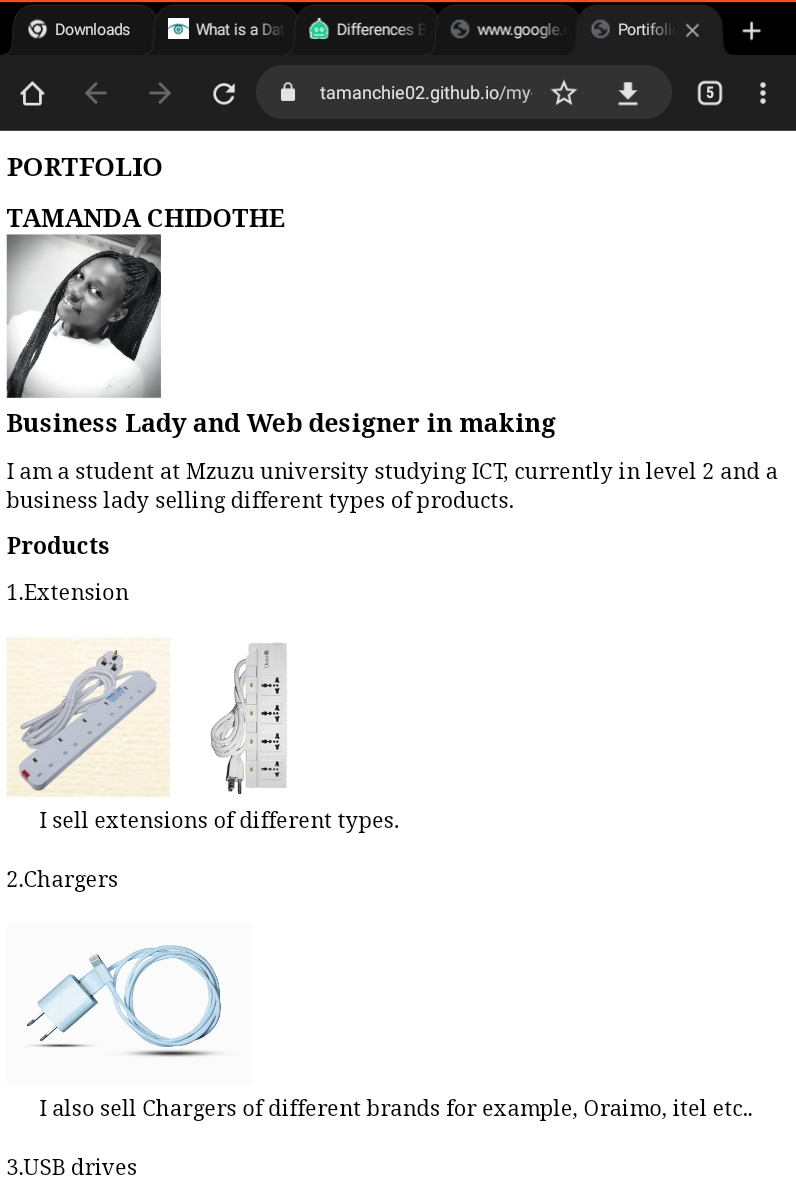 Downloads
What is a Dat
Differences B
www.google.
Portifoli
tamanchie02.github.io/my
5
PORTFOLIO
TAMANDA CHIDOTHE
Business Lady and Web designer in making
I am a student at Mzuzu university studying ICT, currently in level 2 and a
business lady selling different types of products.
Products
1.Extension
I sell extensions of different types.
2.Chargers
I also sell Chargers of different brands for example, Oraimo, itel etc..
3.USB drives